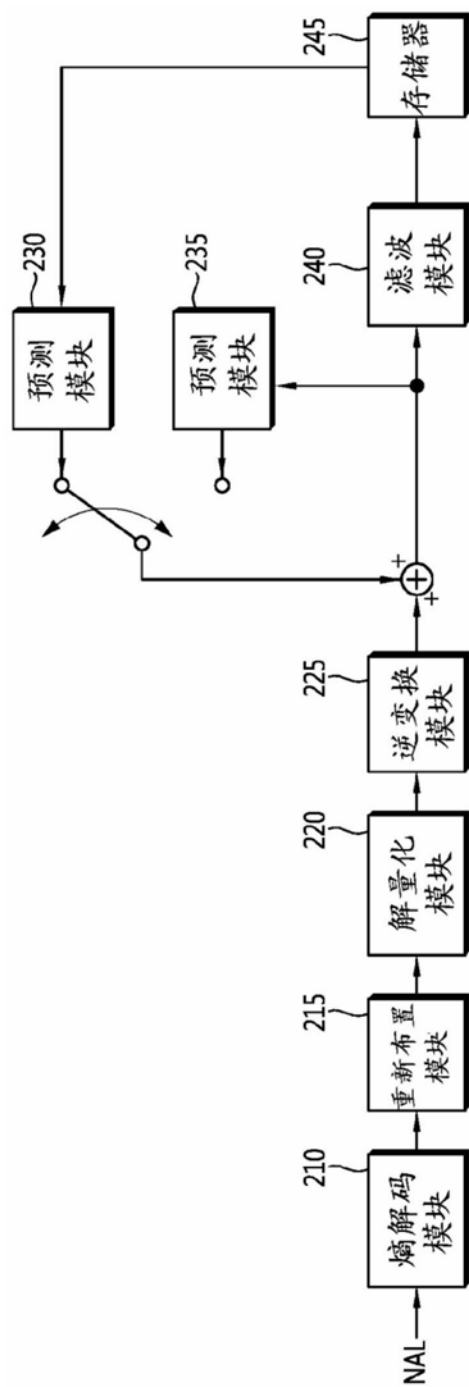 NAL
210
熵解码
模块
215
重新布置
模块
220
解量化
模块
225
逆变换
模块
+
+
+
230
预测
模块
235
预测
模块
240
滤波
模块
245
存储器